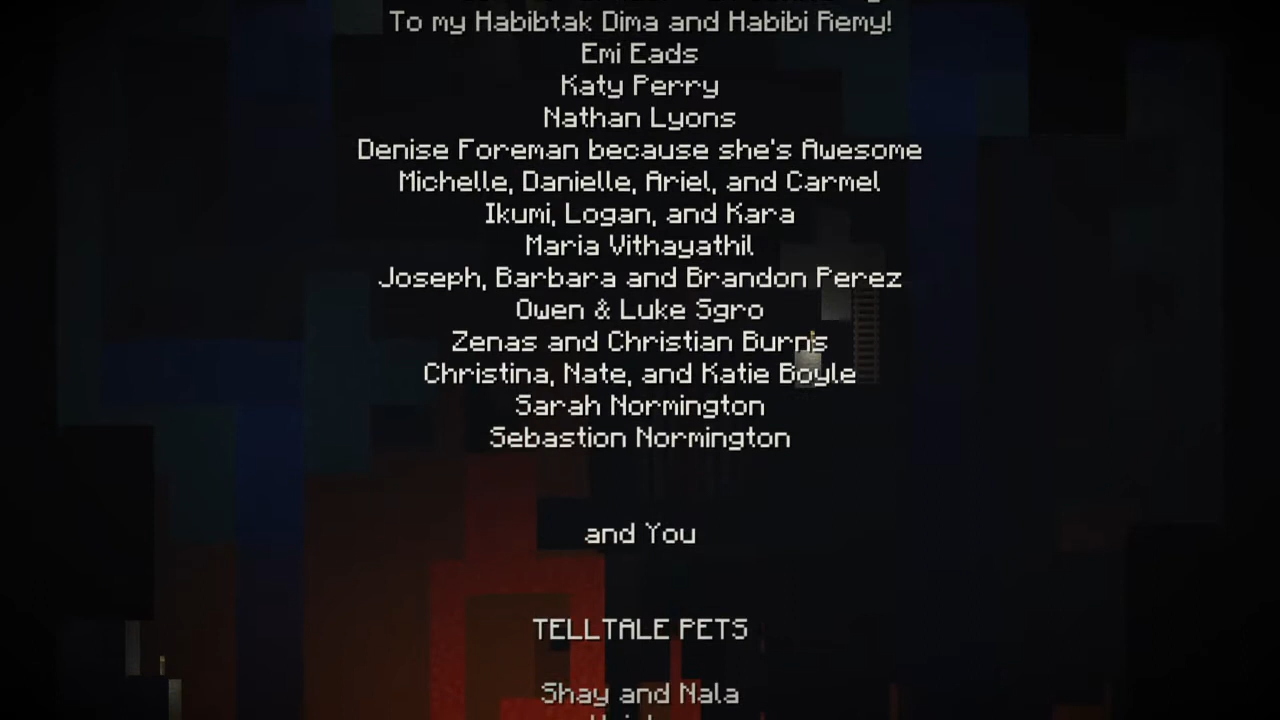 To my Habibtak Dima and Habibi Remy!
Emi Eads
Katy Perry
Nathan Lyons
Denise Foreman because she's Awesome
Michelle, Danielle, Ariel, and Carmel
Ikumi, Logan, and Kara
Maria Vithayathil
Joseph, Barbara and Brandon Perez
Owen & Luke Sgro
Zenas and Christian Burns
Christina, Nate, and Katie Boyle
Sarah Normington
Sebastion Normington
and You
TELLTALE PETS
Shay and Nala